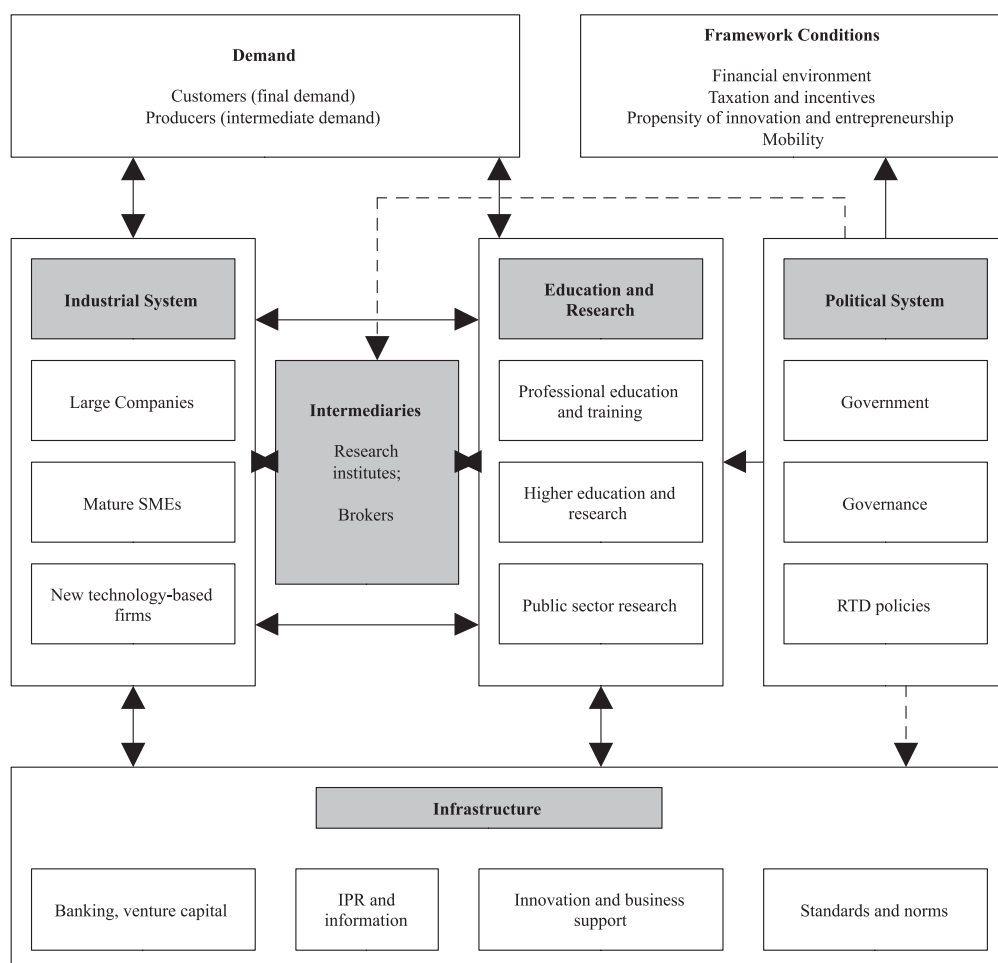 Demand
Customers (final demand)
Producers (intermediate demand)
Framework Conditions
Financial environment
Taxation and incentives
Propensity of innovation and entrepreneurship
Mobility
Industrial System
Large Companies
Mature SMEs
New technology-based
firms
Intermediaries
Research
institutes;
Brokers
Education and
Research
Professional education
and training
Higher education and
research
Public sector research
Political System
Government
Governance
RTD policies
Infrastructure
Banking, venture capital
IPR and
information
Innovation and business
support
Standards and norms